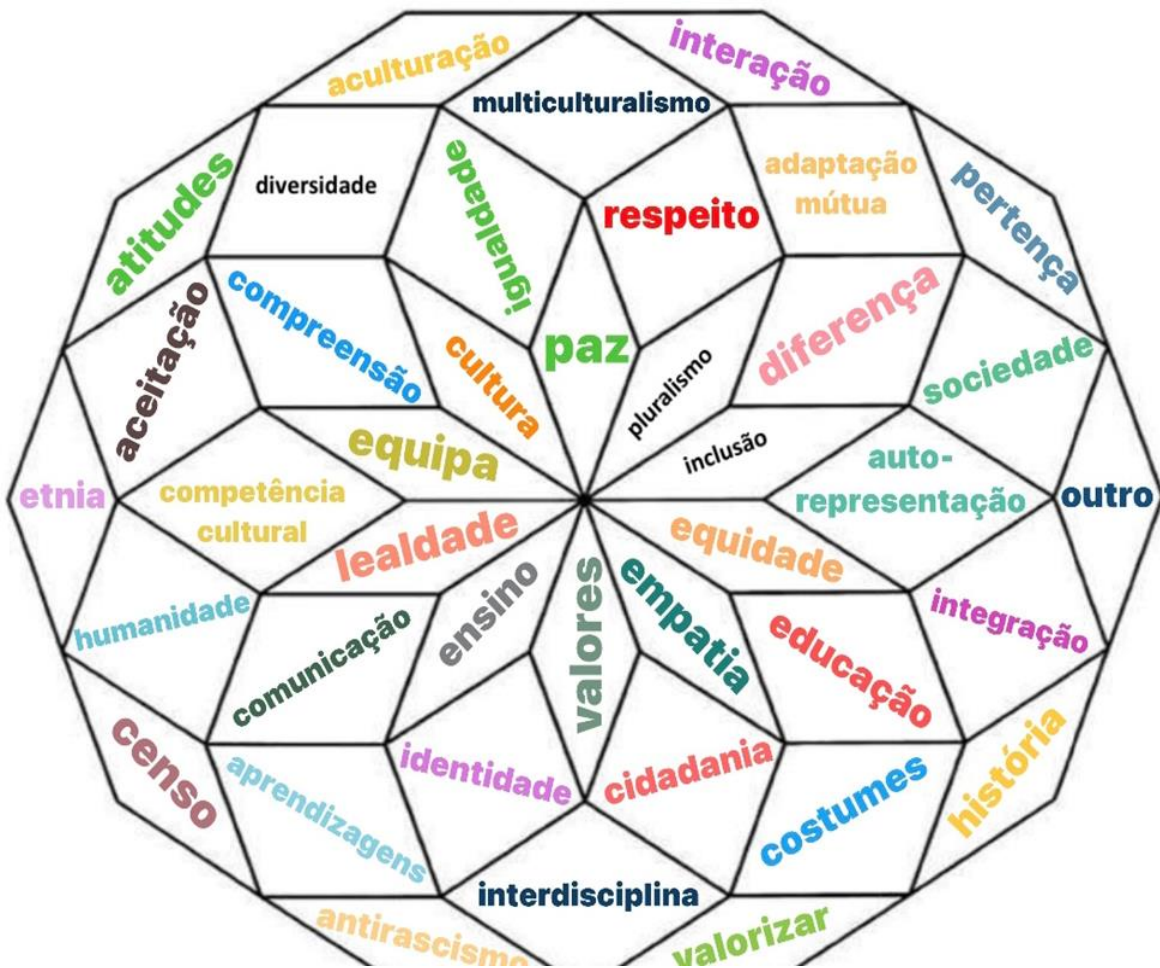 aculturação
interação
multiculturalismo
atitudes
diversidade
igualdade
respeito
adaptação
mútua
pertença
aceitação
compreensão
cultura
paz
pluralismo
diferença
sociedade
equipa
inclusão
etnia
competência
cultural
auto-
representação
outro
lealdade
equidade
humanidade
comunicação
ensino
valores
empatia
educação
integração
censo
aprendizagens
identidade
cidadania
costumes
história
interdisciplina
antirascismo
valorizar